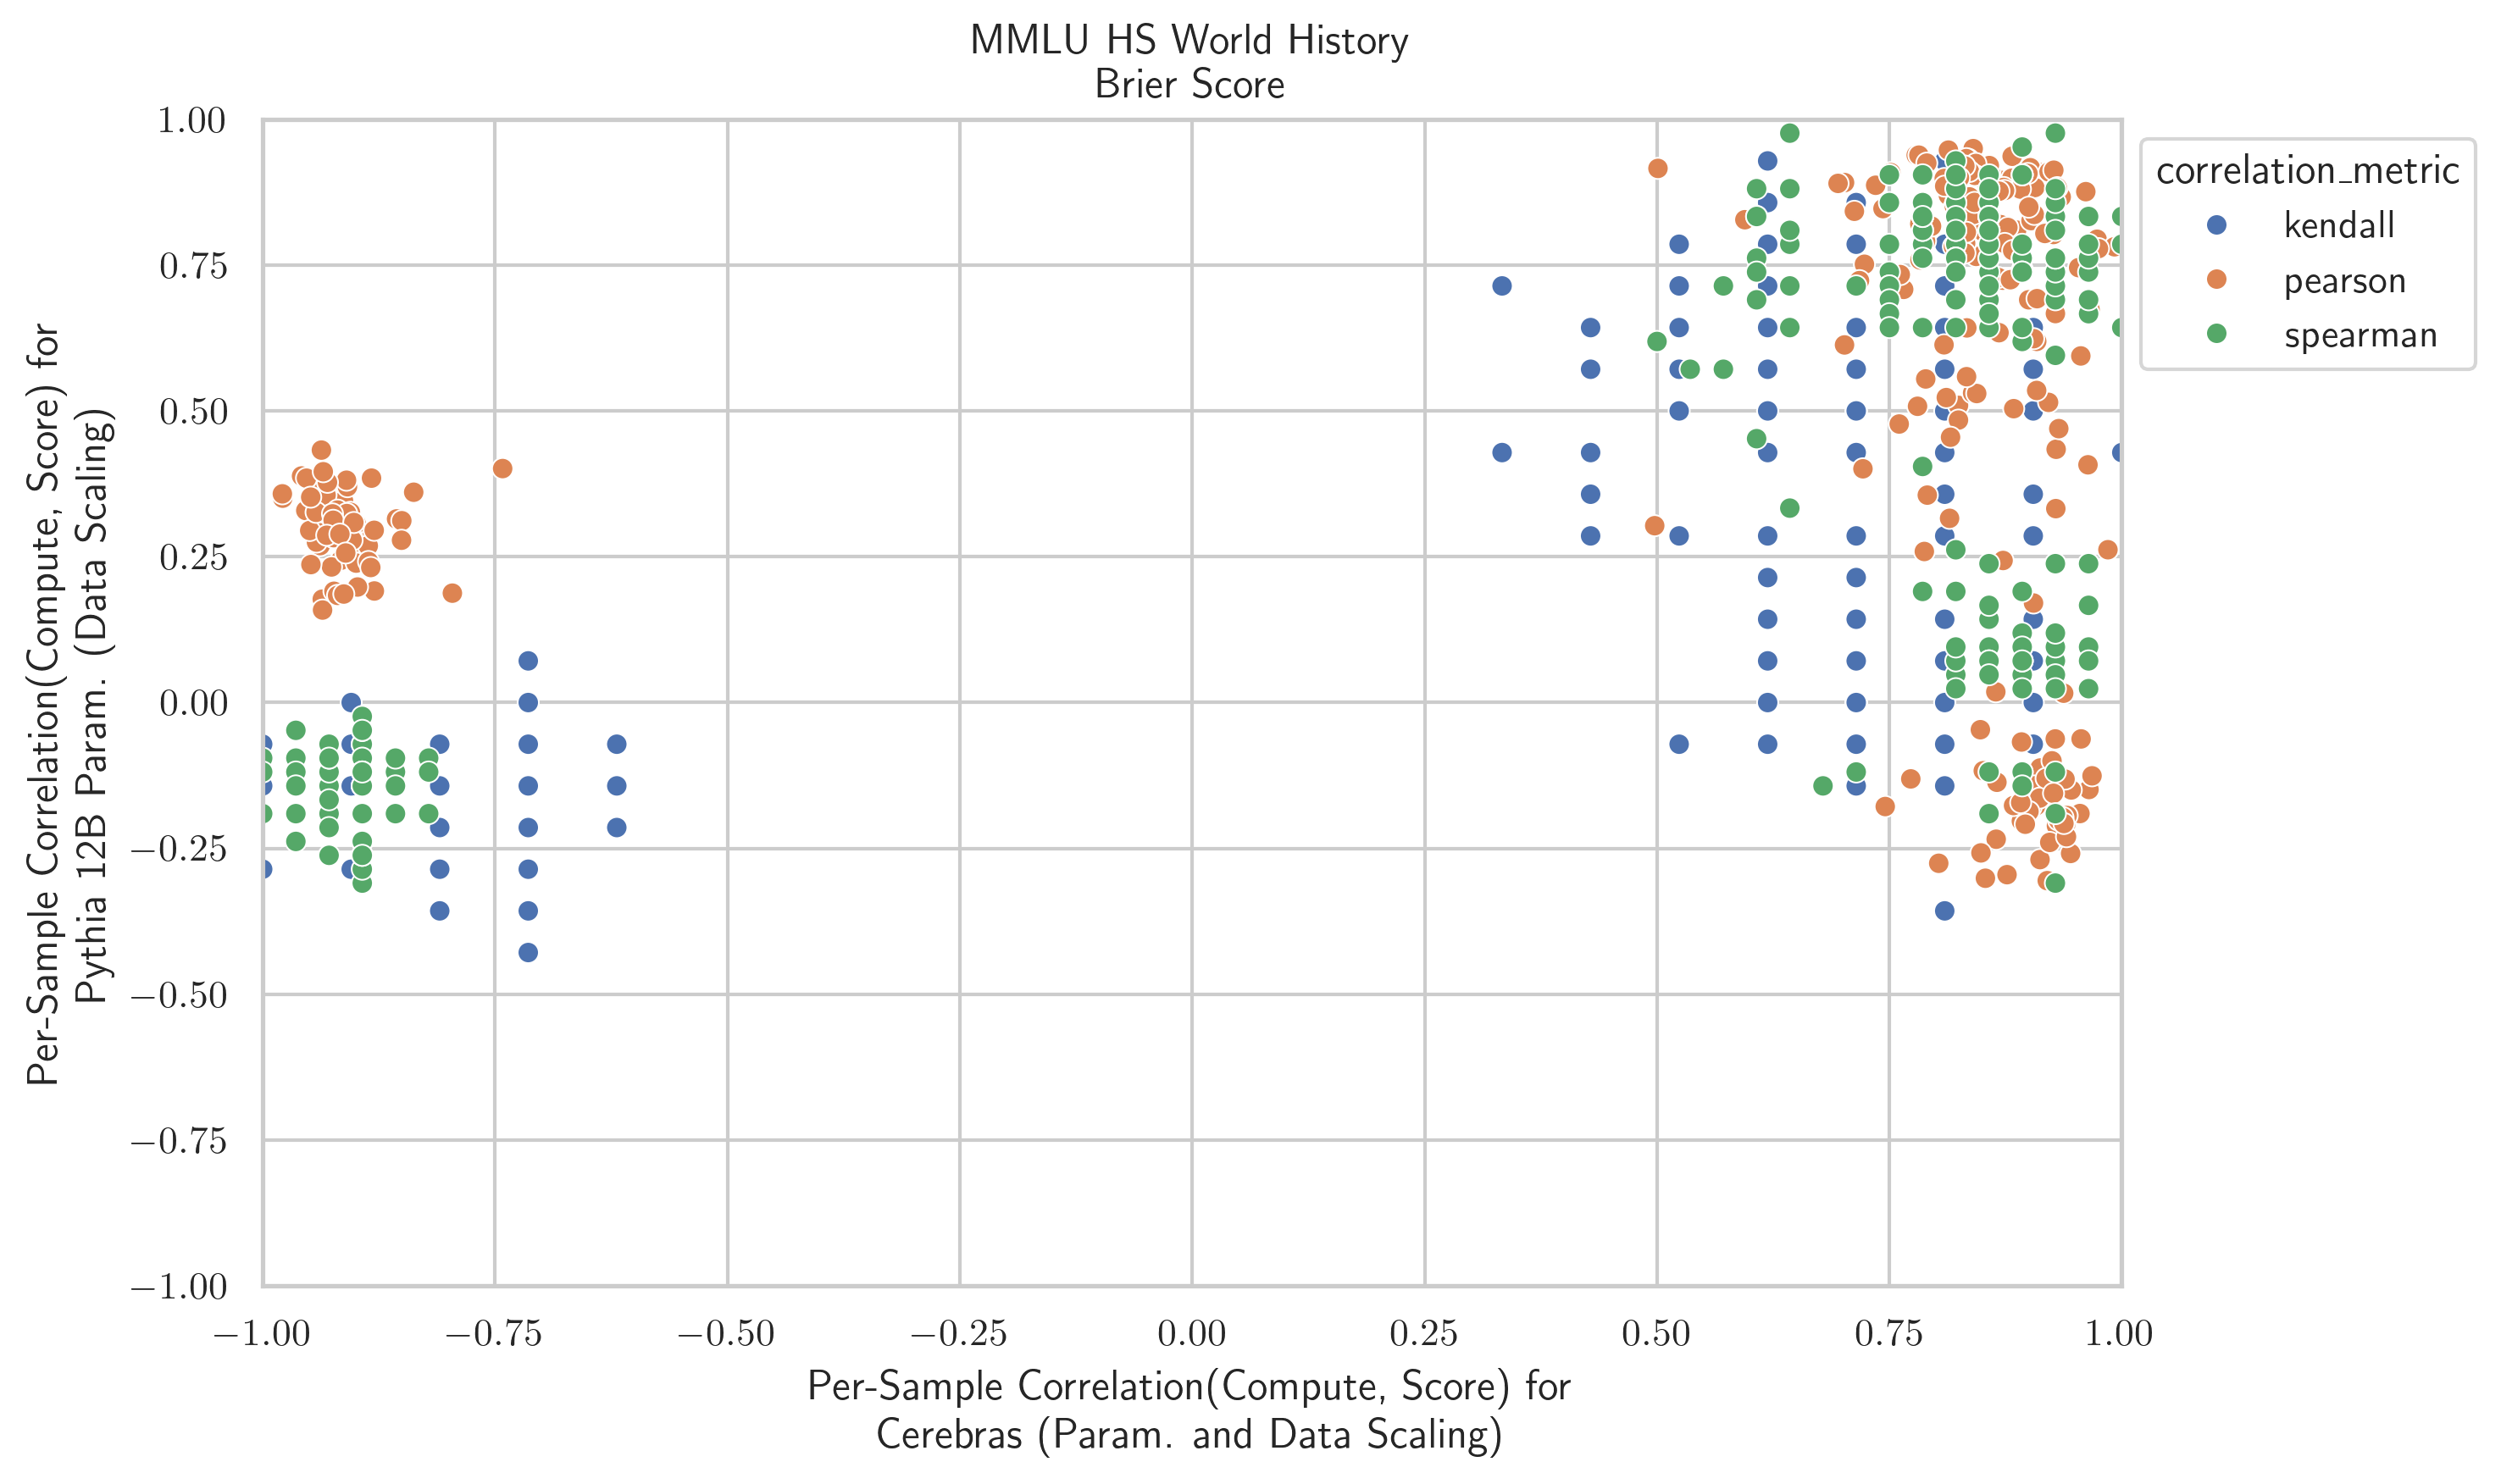 MMLU HS World History
Brier Score
Per-Sample Correlation(Compute, Score) for
Pythia 12B Param. (Data Scaling)
1.00
0.75
0.50
0.25
0.00
−0.25
−0.50
−0.75
−1.00
correlation_metric
kendall
pearson
spearman
−1.00 −0.75 −0.50 −0.25 0.00 0.25 0.50 0.75 1.00
Per-Sample Correlation(Compute, Score) for
Cerebras (Param. and Data Scaling)